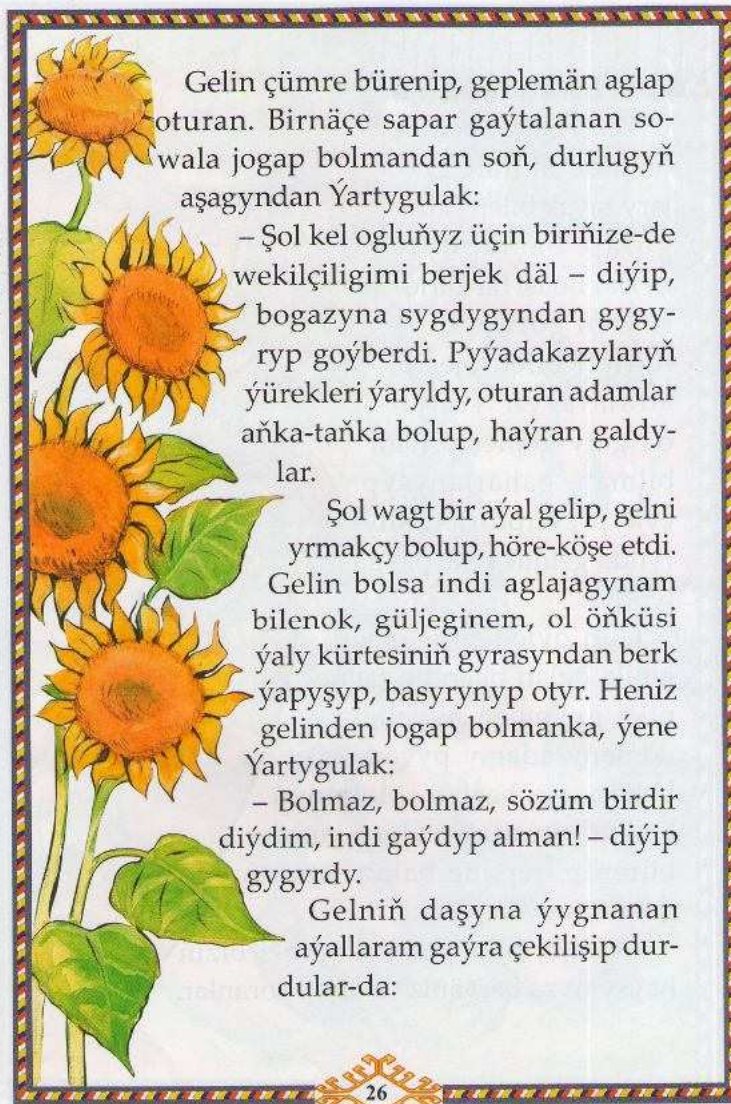 Gelin çümre bürenip, geplemän aglap
oturan. Birnäçe sapar gaýtalanan so-
wala jogap bolmandan soň, durlugyň
aşagyndan Ýartygulak:
– Şol kel ogluňyz üçin biriňize-de
wekilçiligimi berjek däl – diýip,
bogazyna sygdygyndan gygy-
ryp goýberdi. Pyýadakazylaryň
ýürekleri ýaryldy, oturan adamlar
aňka-taňka bolup, haýran galdy-
lar.
Şol wagt bir aýal gelip, gelni
yrmakçy bolup, höre-köşe etdi.
Gelin bolsa indi aglajagynam
bilenok, güljeginem, ol öňküsi
ýaly kürtesiniň gyrasyndan berk
ýapyşyp, basyrynyp otyr. Heniz
gelinden jogap bolmanka, ýene
Ýartygulak:
– Bolmaz, bolmaz, sözüm birdir
diýdim, indi gaýdyp alman! – diýip
gygyrdy.
Gelniň daşyna ýygnanan
aýallaram gaýra çekilişip dur-
dular-da:
26